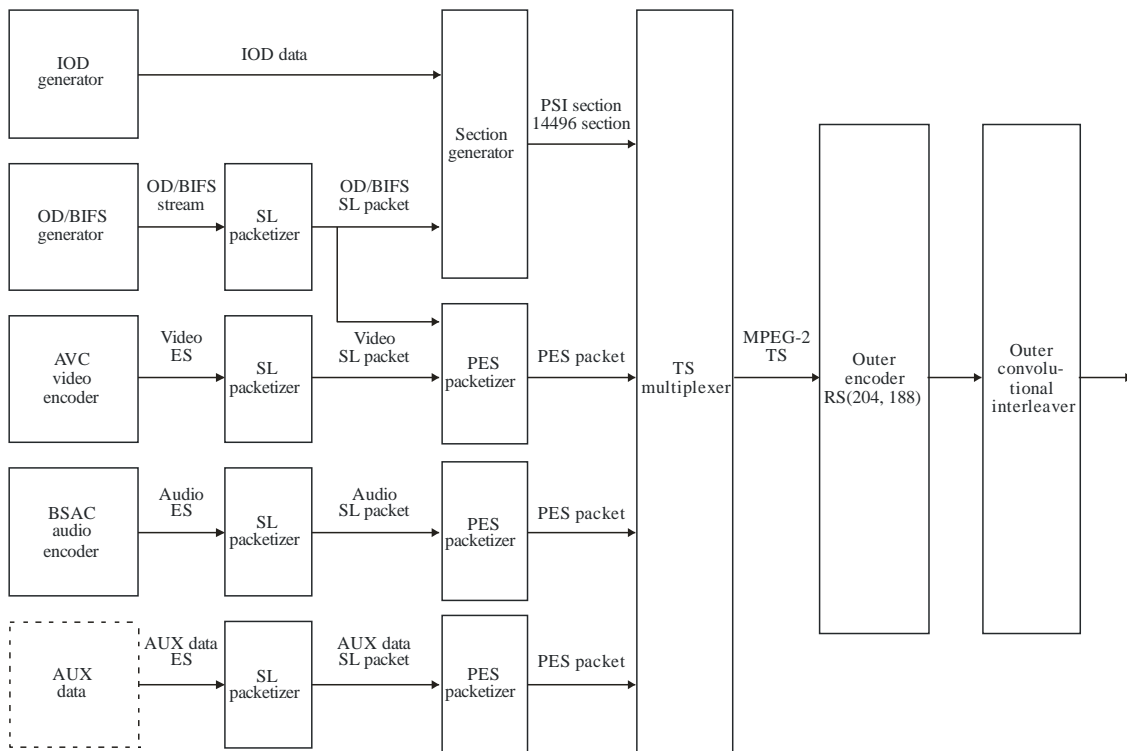 IOD
generator
IOD data
Section
generator
PSI section
14496 section
OD/BIFS
generator
OD/BIFS
stream
SL
packetizer
OD/BIFS
SL packet
AVC
video
encoder
Video
ES
SL
packetizer
Video
SL packet
PES
packetizer
PES packet
BSAC
audio
encoder
Audio
ES
SL
packetizer
Audio
SL packet
PES
packetizer
PES packet
AUX
data
AUX data
ES
SL
packetizer
AUX data
SL packet
PES
packetizer
PES packet
TS
multiplexer
MPEG-2
TS
Outer
encoder
RS(204, 188)
Outer
convolu-
tional
interleaver